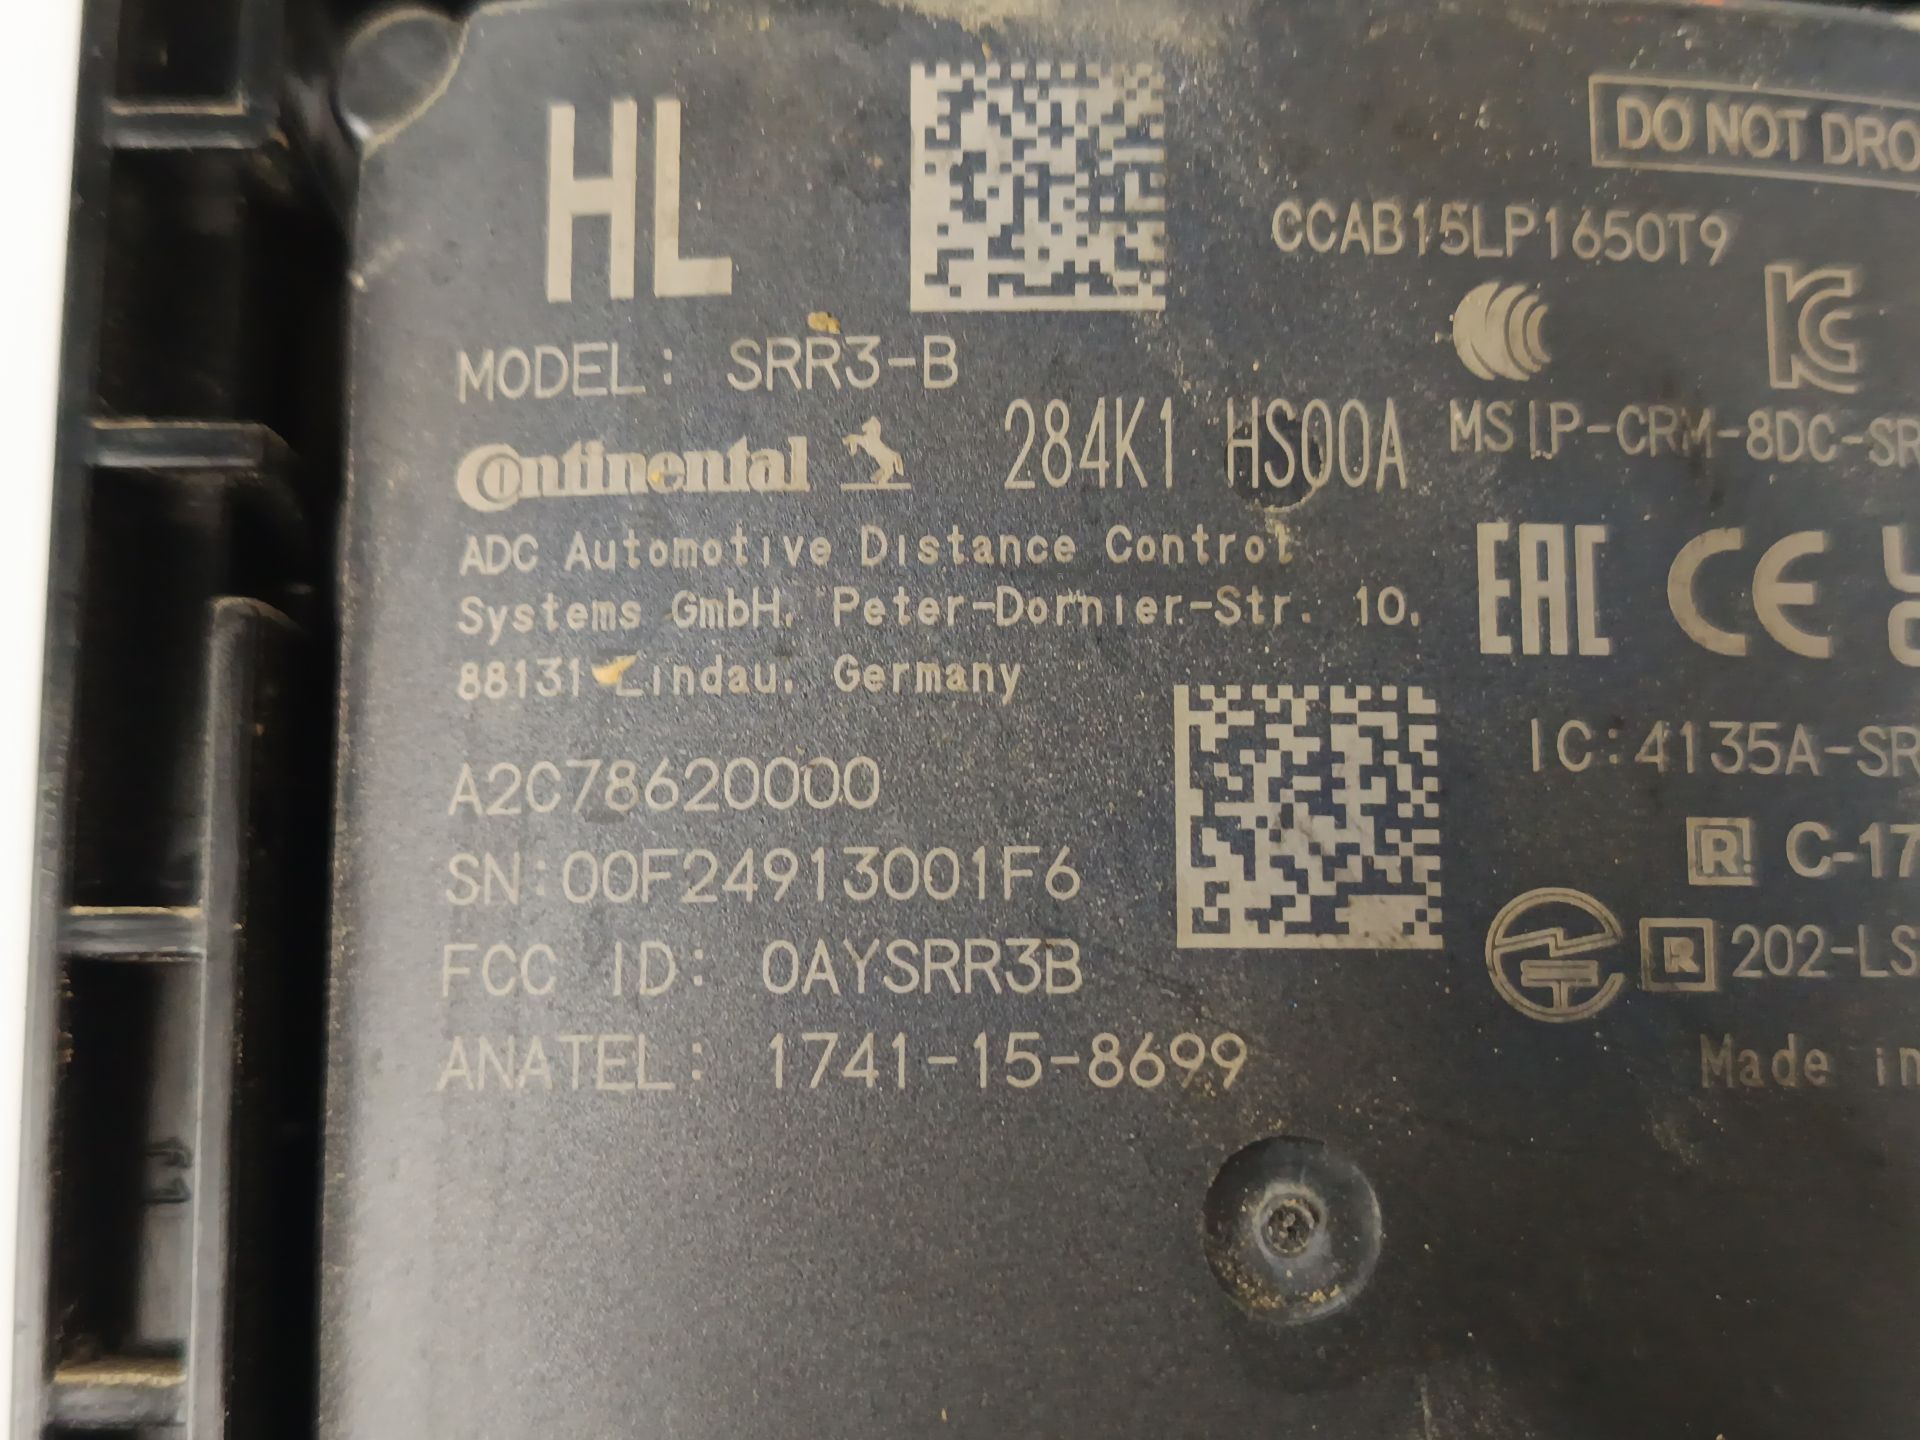 HL
DO NOT DRO
CCAB15LP1650T9
MODEL: SRR3-B
Continental
284K1 HS00A
MSIP-CRM-8DC-SR
ADC Automotive Distance Control
Systems GmbH, Peter-Dornier-Str. 10,
88131 Lindau, Germany
EAC CE
IC:4135A-SR
A2C78620000
SN:00F24913001F6
R C-17
FCC ID: OAYSRR3B
R 202-LS
ANATEL: 1741-15-8699
Made in